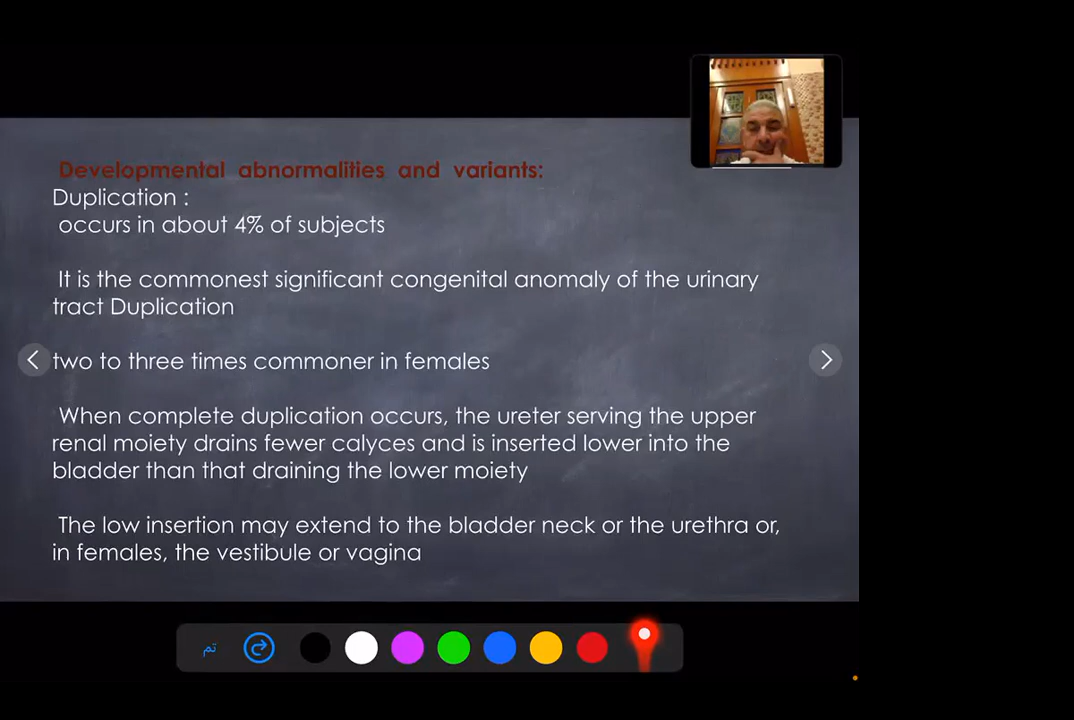 Developmental abnormalities and variants:
Duplication :
occurs in about 4% of subjects
It is the commonest significant congenital anomaly of the urinary
tract Duplication
two to three times commoner in females
When complete duplication occurs, the ureter serving the upper
renal moiety drains fewer calyces and is inserted lower into the
bladder than that draining the lower moiety
The low insertion may extend to the bladder neck or the urethra or,
in females, the vestibule or vagina
تم